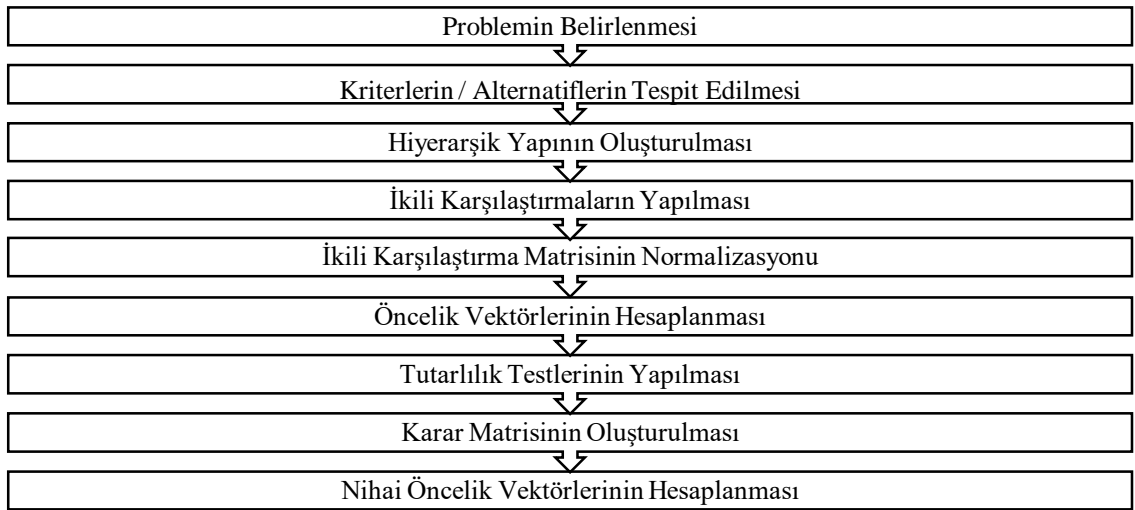 Problemin Belirlenmesi
Kriterlerin / Alternatiflerin Tespit Edilmesi
Hiyerarşik Yapının Oluşturulması
İkili Karşılaştırmaların Yapılması
İkili Karşılaştırma Matrisinin Normalizasyonu
Öncelik Vektörlerinin Hesaplanması
Tutarlılık Testlerinin Yapılması
Karar Matrisinin Oluşturulması
Nihai Öncelik Vektörlerinin Hesaplanması